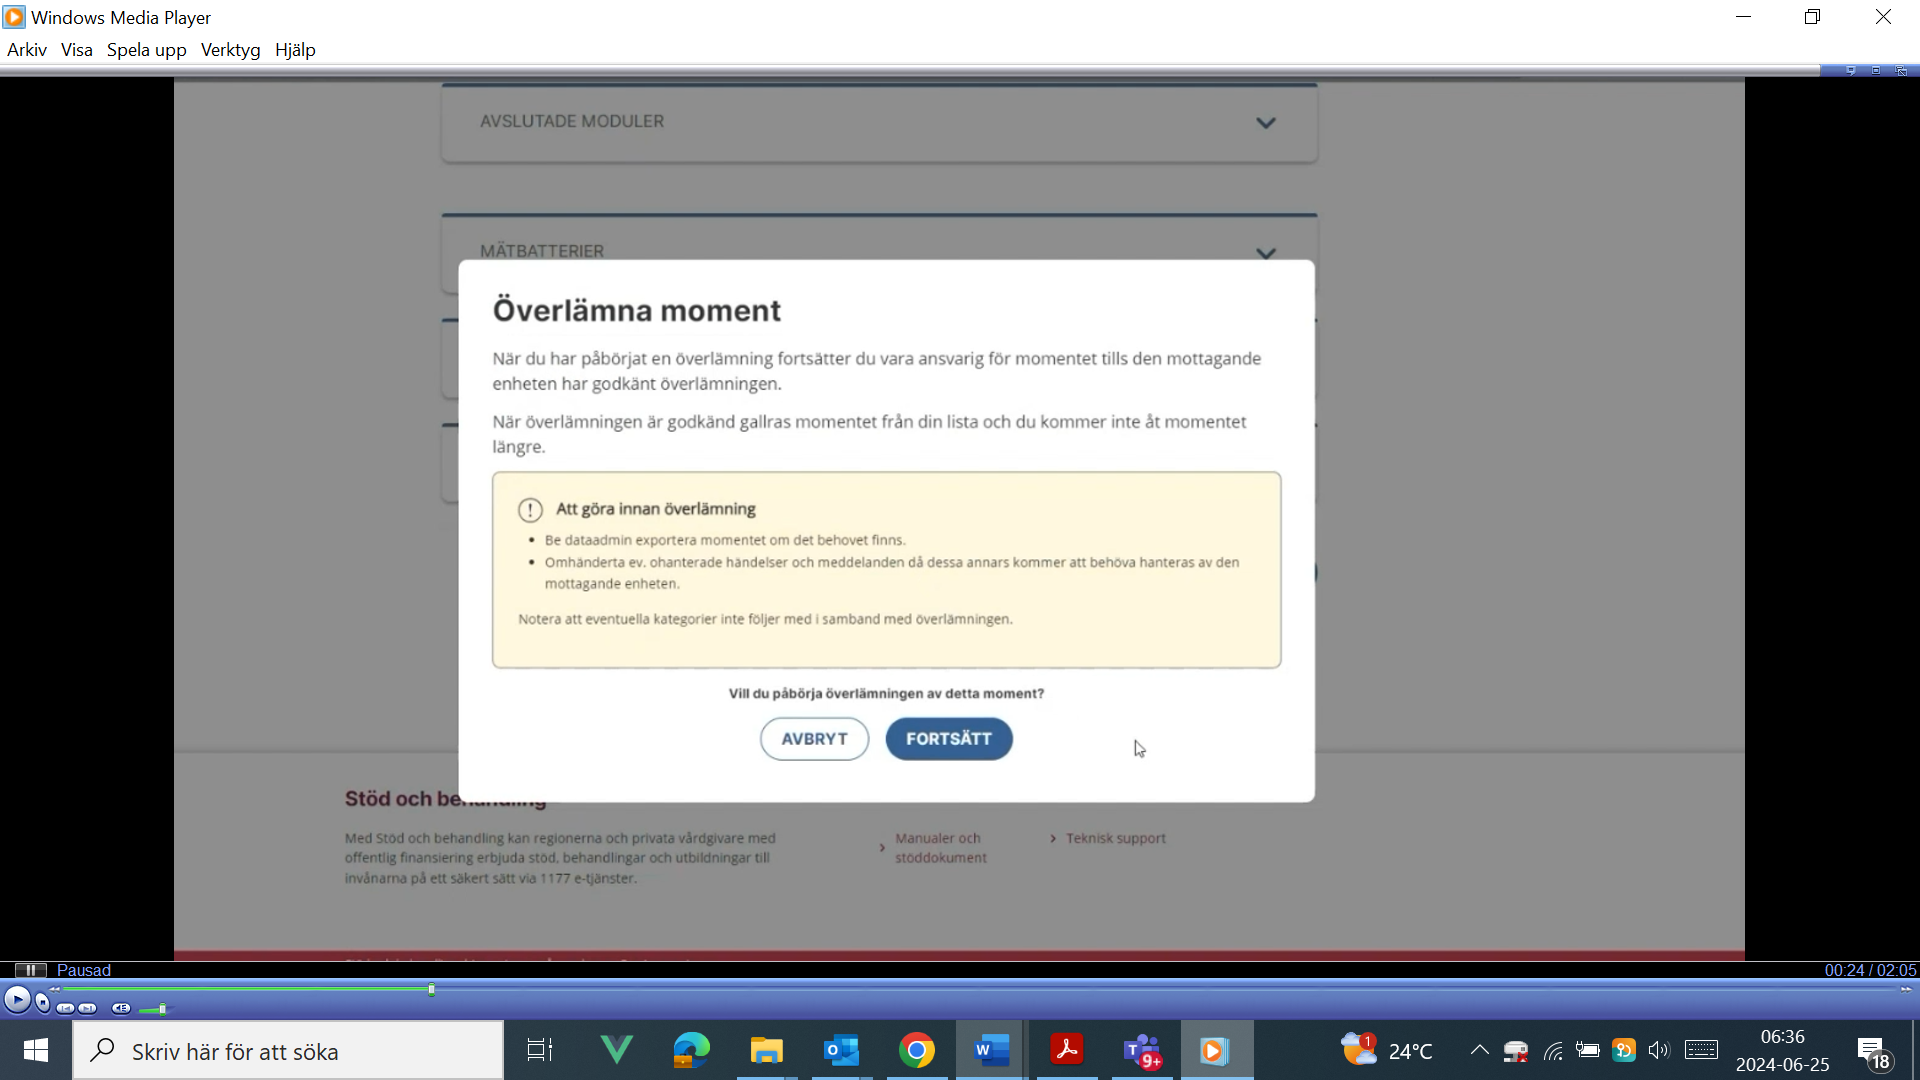 Windows Media Player
Arkiv Visa Spela upp Verktyg Hjälp
AVSLUTADE MODULER
MÄTBATTERIER
Överlämna moment
När du har påbörjat en överlämning fortsätter du vara ansvarig för momentet tills den mottagande
enheten har godkänt överlämningen.
När överlämningen är godkänd gallras momentet från din lista och du kommer inte åt momentet
längre.
Att göra innan överlämning
• Be dataadmin exportera momentet om det behovet finns.
• Omhänderta ev. ohanterade händelser och meddelanden då dessa annars kommer att behöva hanteras av den
mottagande enheten.
Notera att eventuella kategorier inte följer med i samband med överlämningen.
Vill du påbörja överlämningen av detta moment?
AVBRYT FORTSÄTT
Stöd och behandling
Med Stöd och behandling kan regionerna och privata vårdgivare med
offentlig finansiering erbjuda stöd, behandlingar och utbildningar till
invånarna på ett säkert sätt via 1177 e-tjänster.
Manualer och
stöddokument
Teknisk support
Pausad
00:24 / 02:05
Skriv här för att söka
9+
1
24°C
06:36
2024-06-25
18